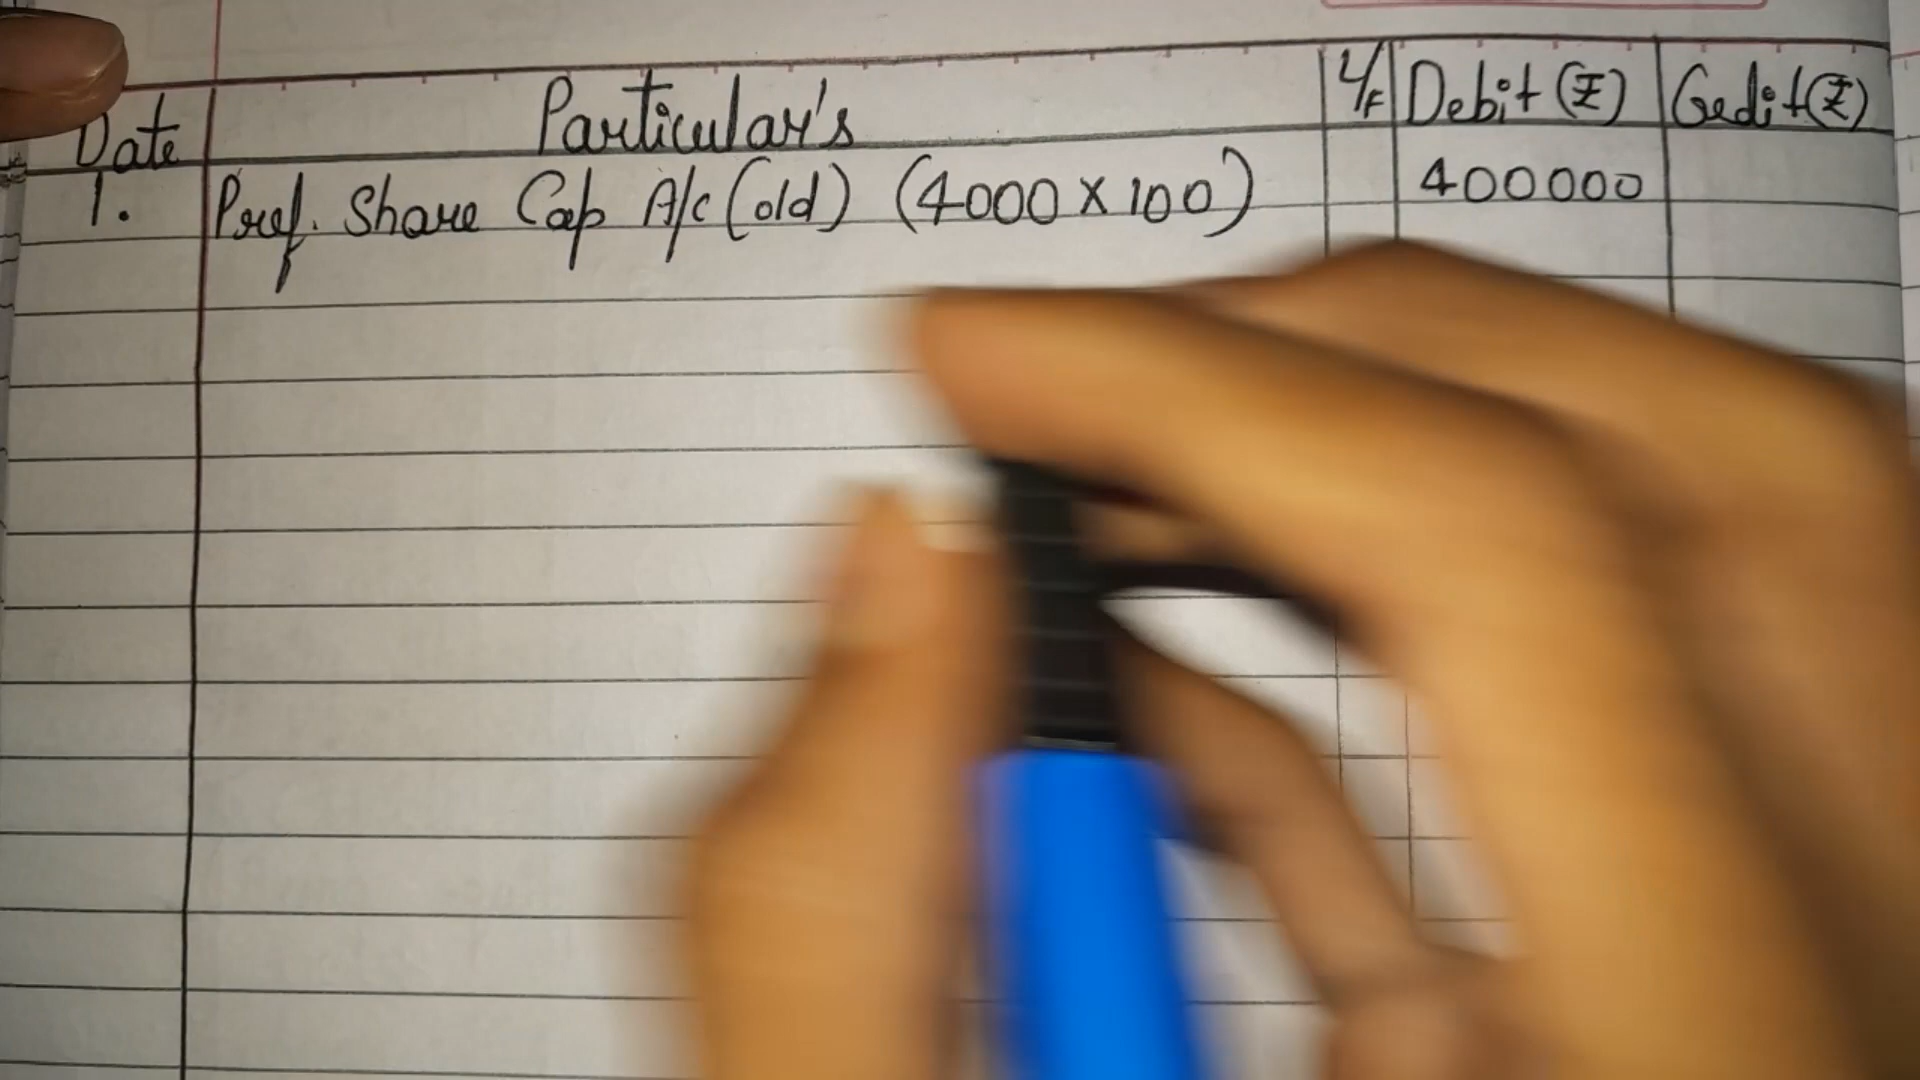 Date Particular's L/F Debit (₹) Credit (₹)
1. Pref. Share Cap A/c (old) (4000 × 100) 400000